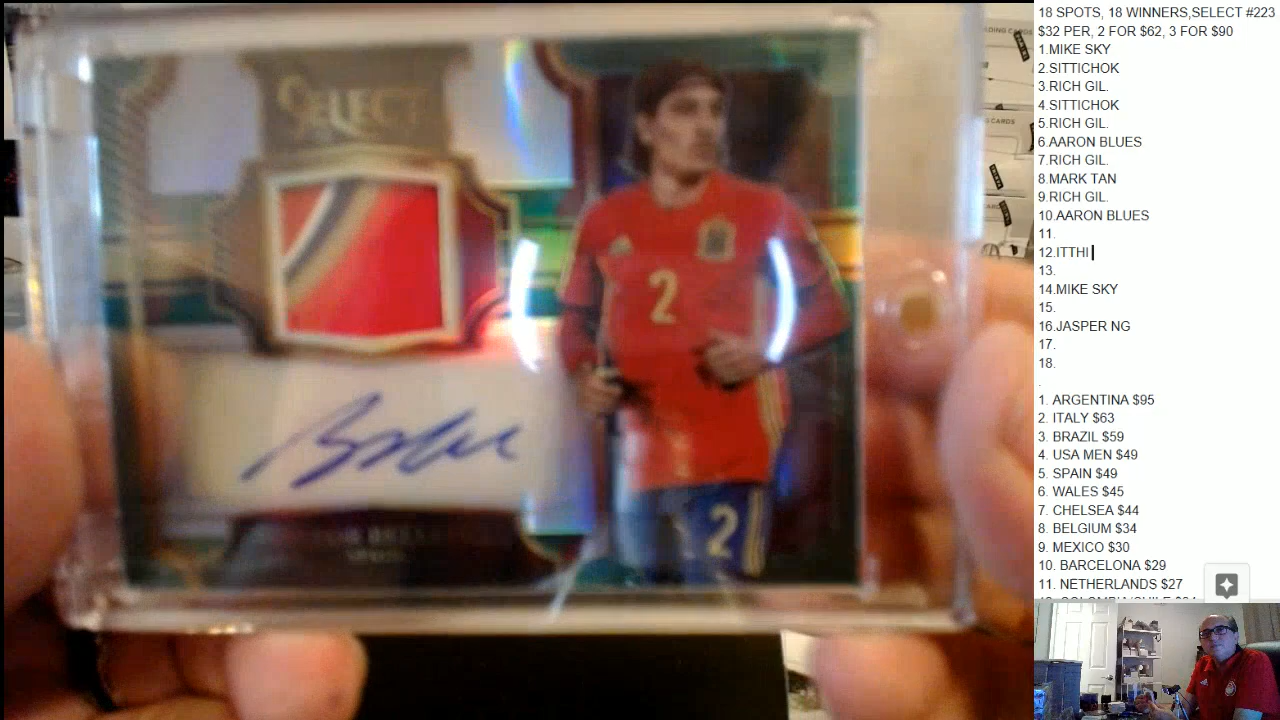 SELECT
2
2
18 SPOTS, 18 WINNERS,SELECT #223
$32 PER, 2 FOR $62, 3 FOR $90
1.MIKE SKY
2.SITTICHOK
3.RICH GIL.
4.SITTICHOK
5.RICH GIL.
6.AARON BLUES
7.RICH GIL.
8.MARK TAN
9.RICH GIL.
10.AARON BLUES
11.
12.ITTHI
13.
14.MIKE SKY
15.
16.JASPER NG
17.
18.
.
1. ARGENTINA $95
2. ITALY $63
3. BRAZIL $59
4. USA MEN $49
5. SPAIN $49
6. WALES $45
7. CHELSEA $44
8. BELGIUM $34
9. MEXICO $30
10. BARCELONA $29
11. NETHERLANDS $27